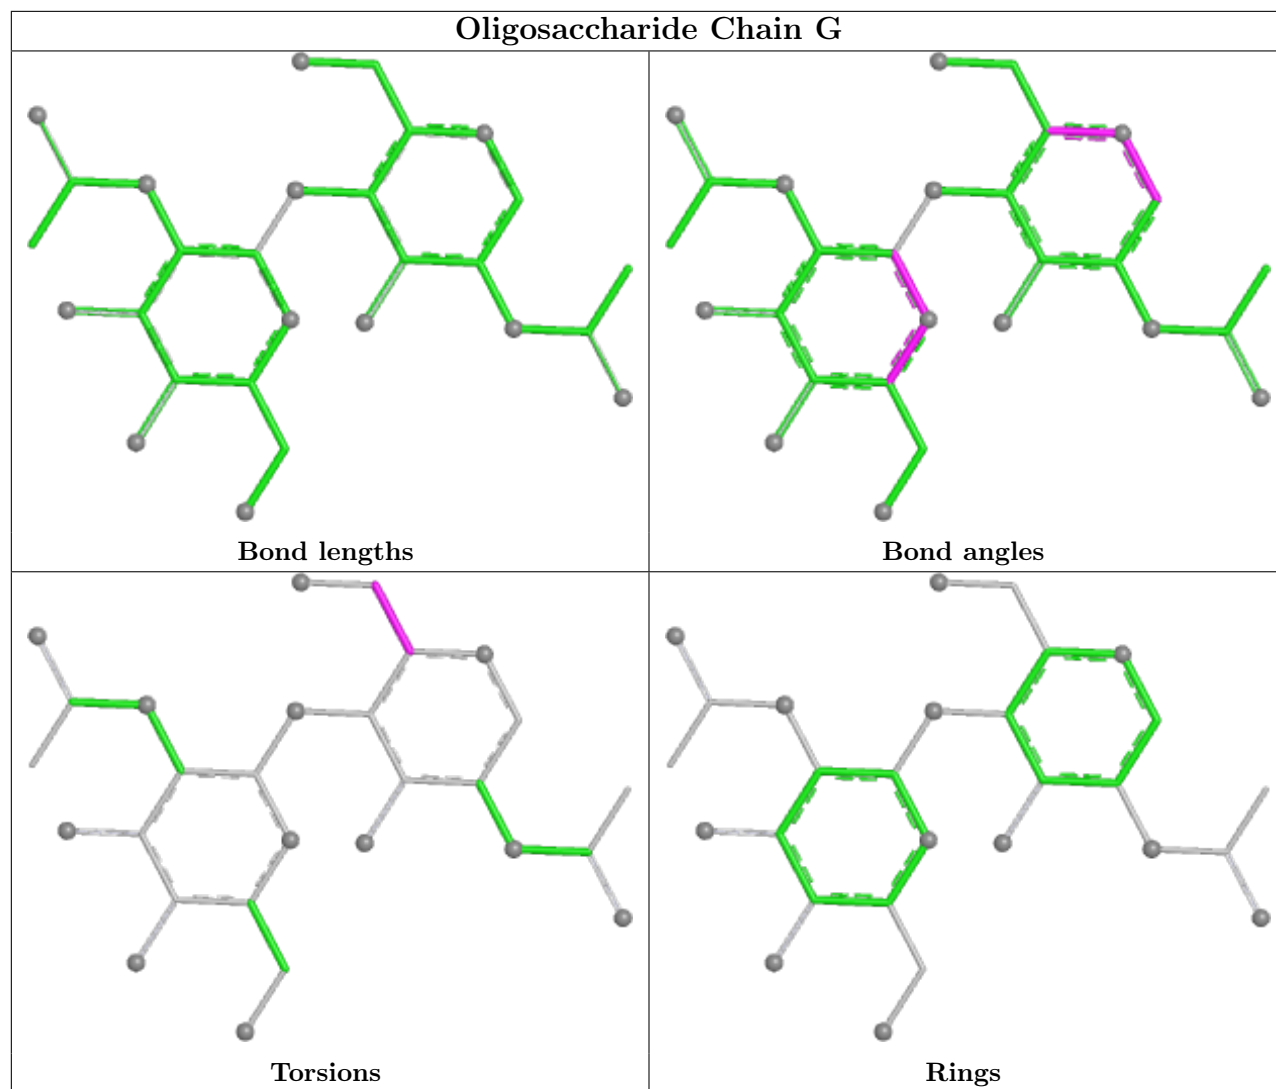 Oligosaccharide Chain G
Bond lengths
Bond angles
Torsions
Rings